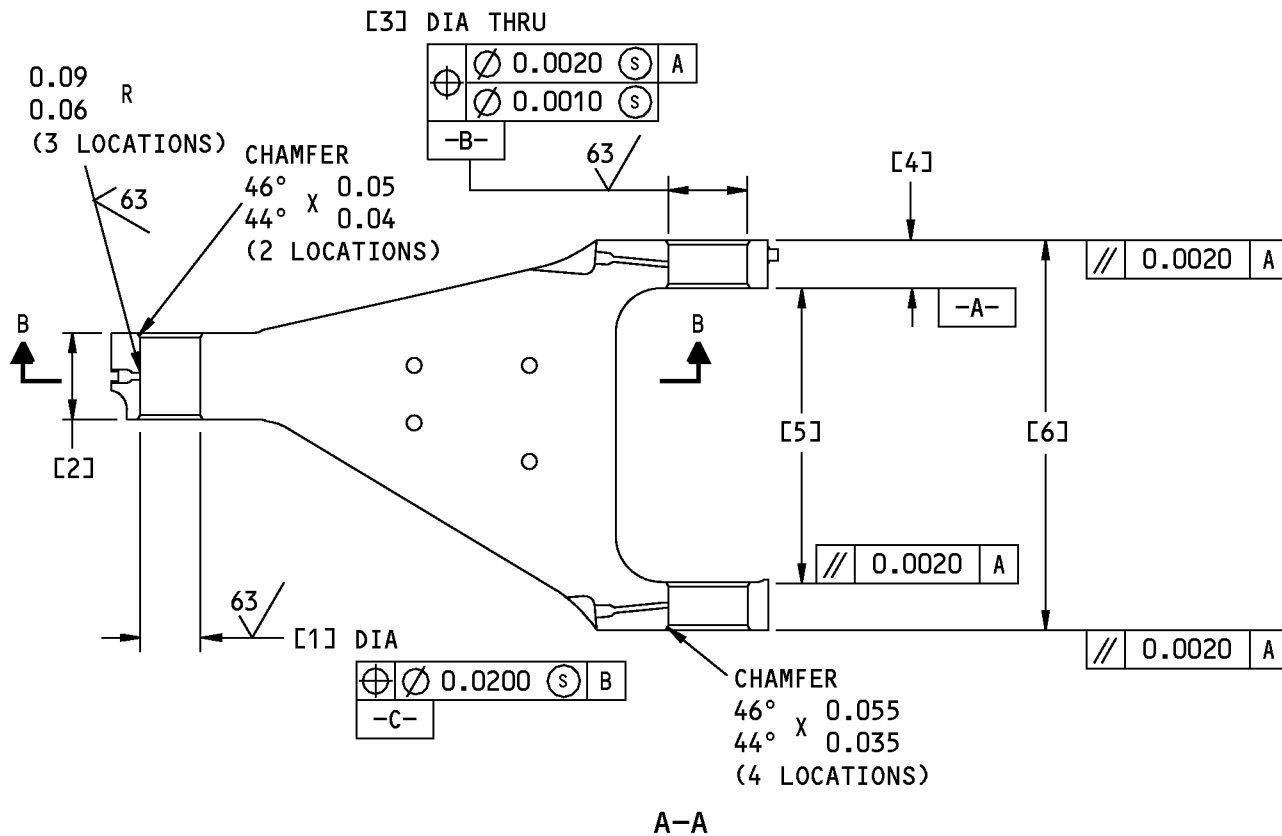 [3] DIA THRU
⌖ ⌀ 0.0020 Ⓢ A
⌀ 0.0010 Ⓢ
-B-
63
0.09
0.06 R
(3 LOCATIONS)
63
CHAMFER
46° X 0.05
44° 0.04
(2 LOCATIONS)
[4]
// 0.0020 A
-A-
B
B
[2]
[5]
[6]
// 0.0020 A
63
[1] DIA
⌖ ⌀ 0.0200 Ⓢ B
-C-
// 0.0020 A
CHAMFER
46° X 0.055
44° 0.035
(4 LOCATIONS)
A-A